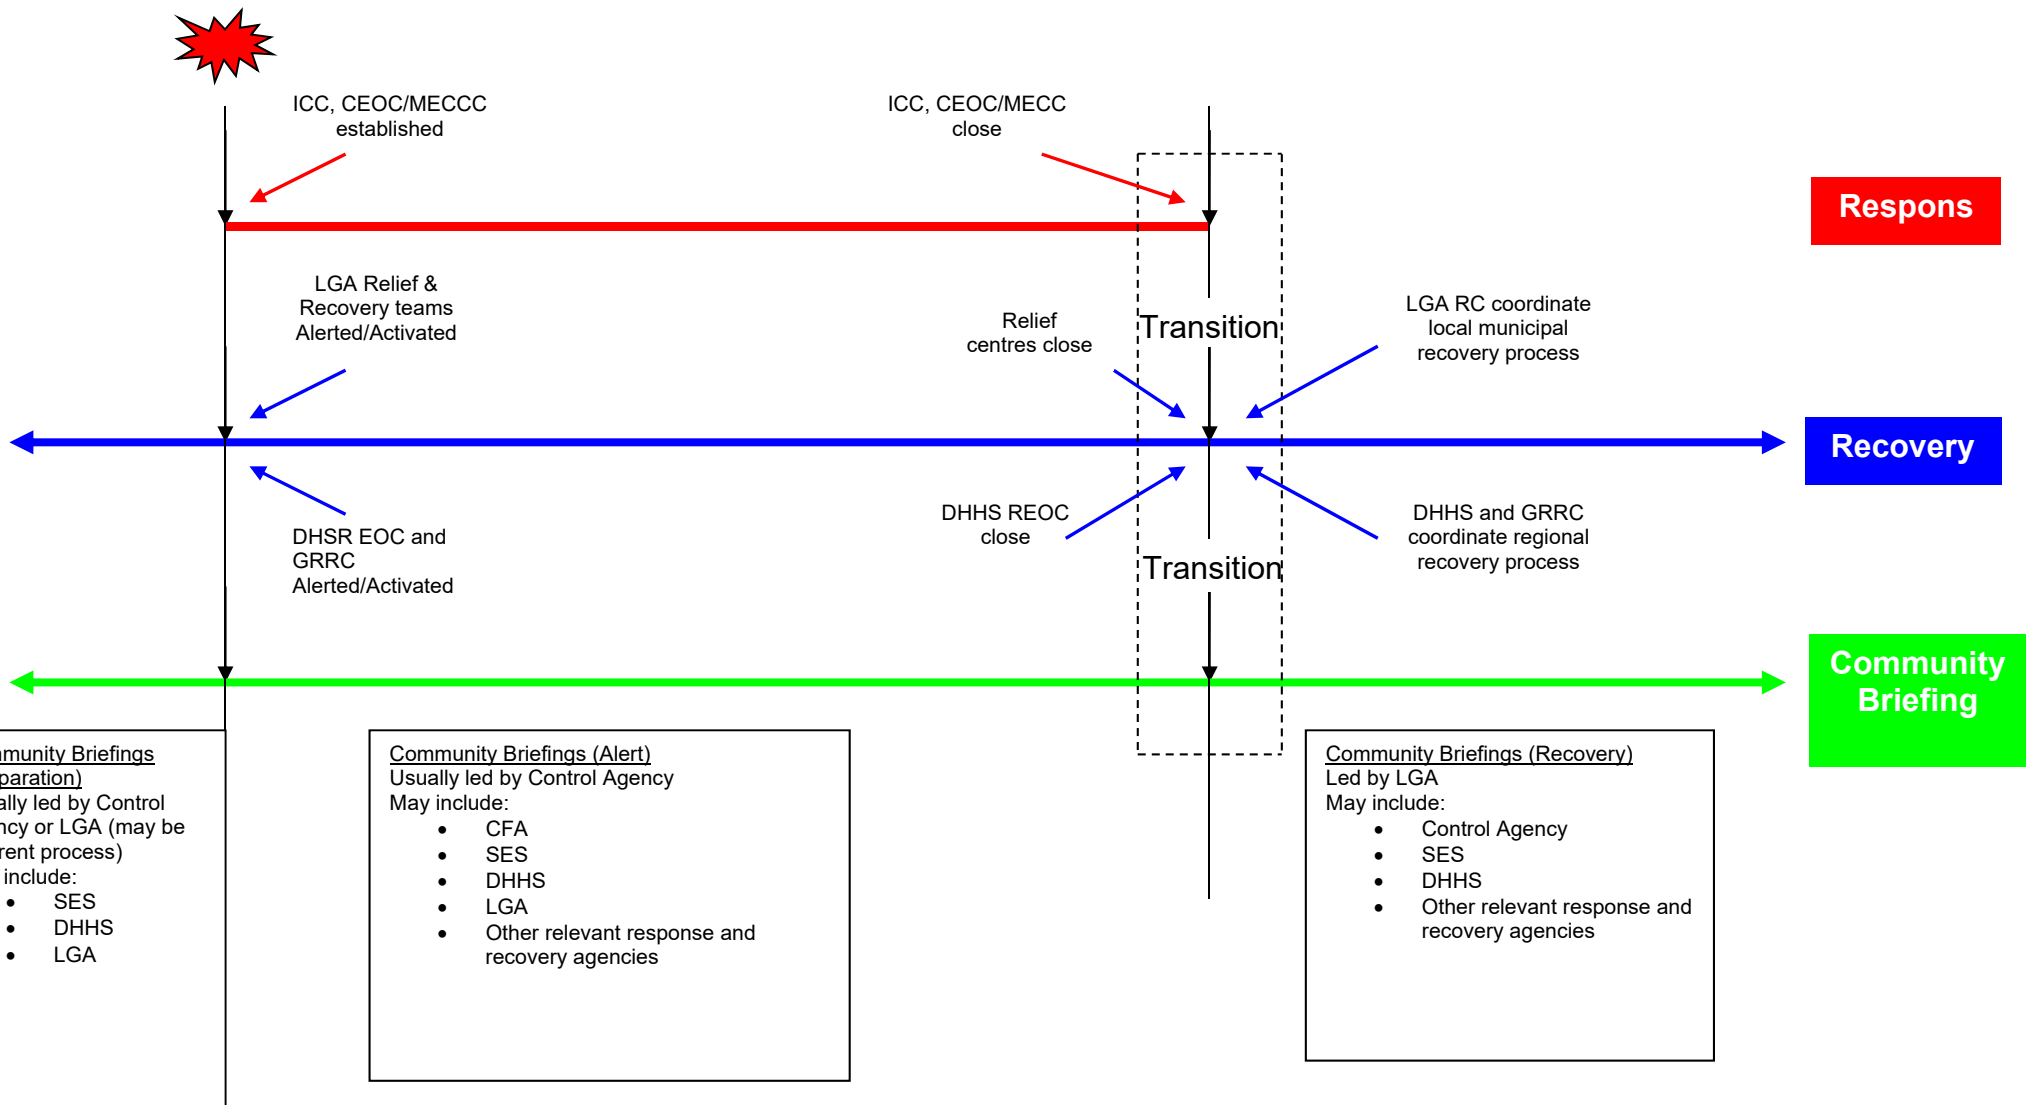 ICC, CEOC/MECCC
established
ICC, CEOC/MECC
close
Respons
LGA Relief &
Recovery teams
Alerted/Activated
Relief
centres close
Transition
LGA RC coordinate
local municipal
recovery process
Recovery
DHSR EOC and
GRRC
Alerted/Activated
DHHS REOC
close
Transition
DHHS and GRRC
coordinate regional
recovery process
Community
Briefing
Briefings
led by Control
or LGA (may be
process)
include:
• SES
• DHHS
• LGA
Community Briefings (Alert)
Usually led by Control Agency
May include:
• CFA
• SES
• DHHS
• LGA
• Other relevant response and
recovery agencies
Community Briefings (Recovery)
Led by LGA
May include:
• Control Agency
• SES
• DHHS
• Other relevant response and
recovery agencies